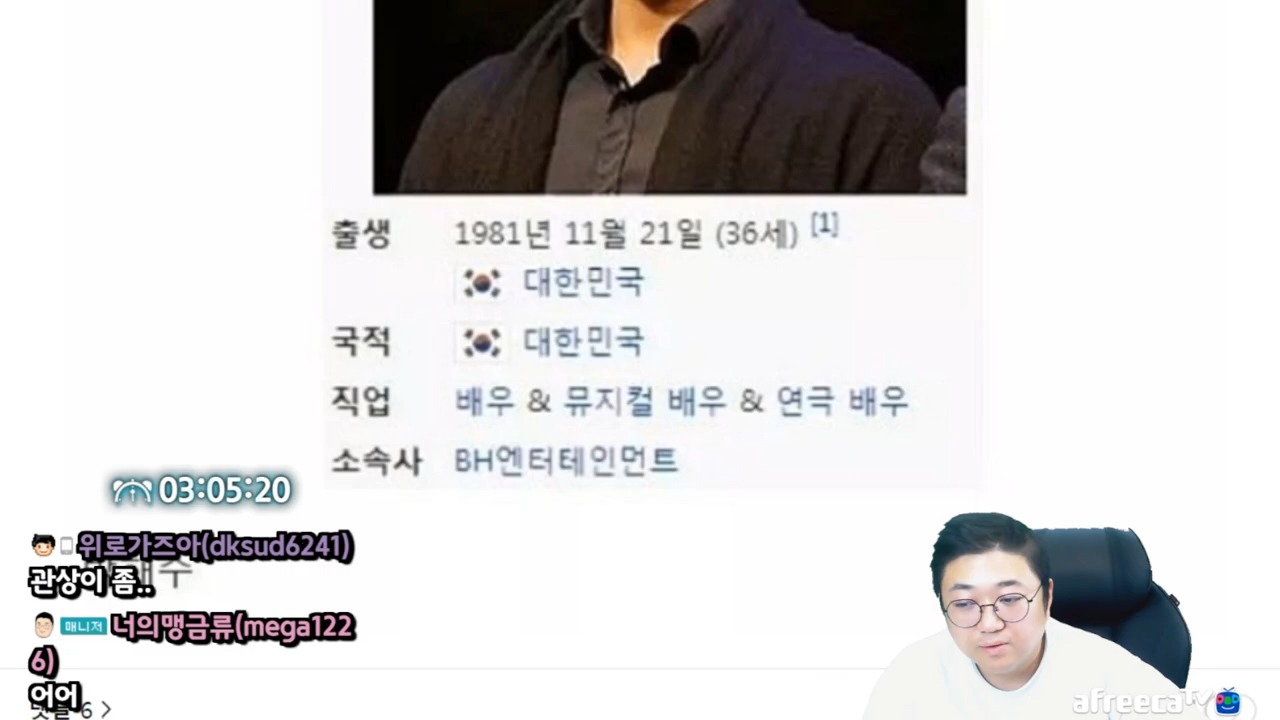 출생 1981년 11월 21일 (36세) [1]
대한민국
국적 대한민국
직업 배우 & 뮤지컬 배우 & 연극 배우
소속사 BH엔터테인먼트
03:05:20
위로가즈아(dksud6241)
관상이 좀..
매니저 너의맹금류(mega122
6)
어어
댓글 6 >
afreecaTV